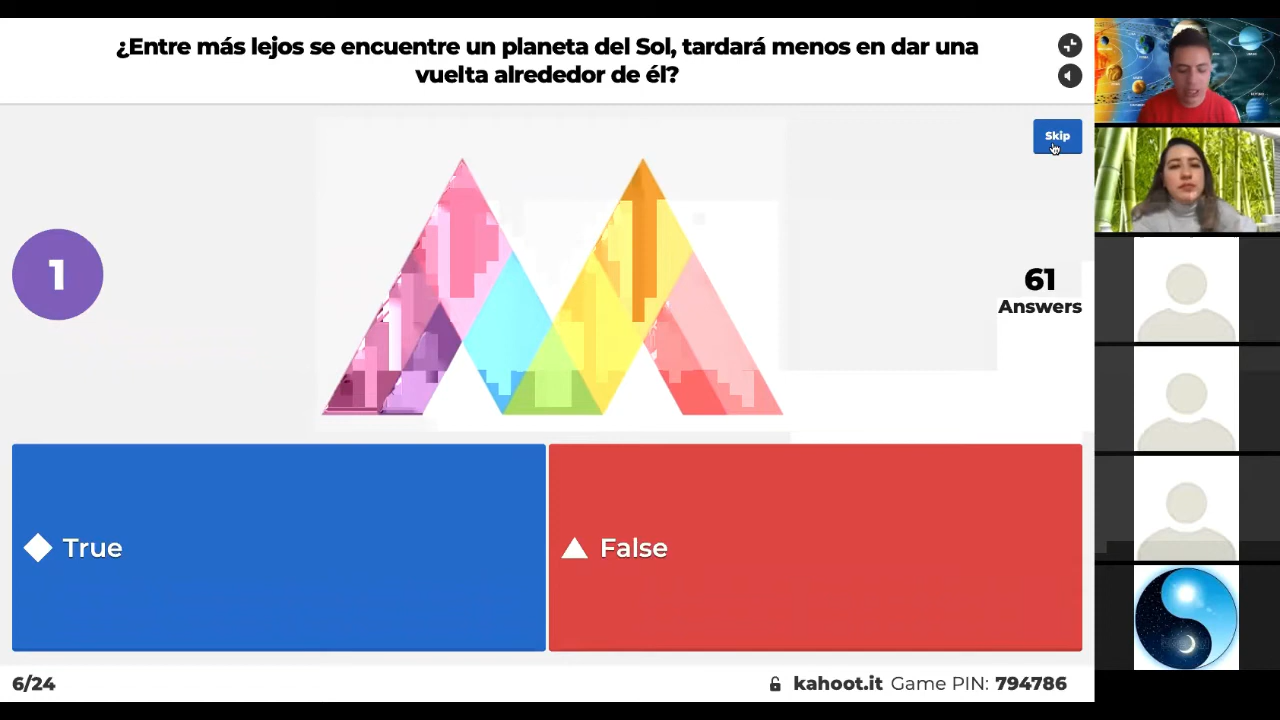 ¿Entre más lejos se encuentre un planeta del Sol, tardará menos en dar una
vuelta alrededor de él?
Skip
1
61
Answers
True
False
6/24
kahoot.it Game PIN: 794786